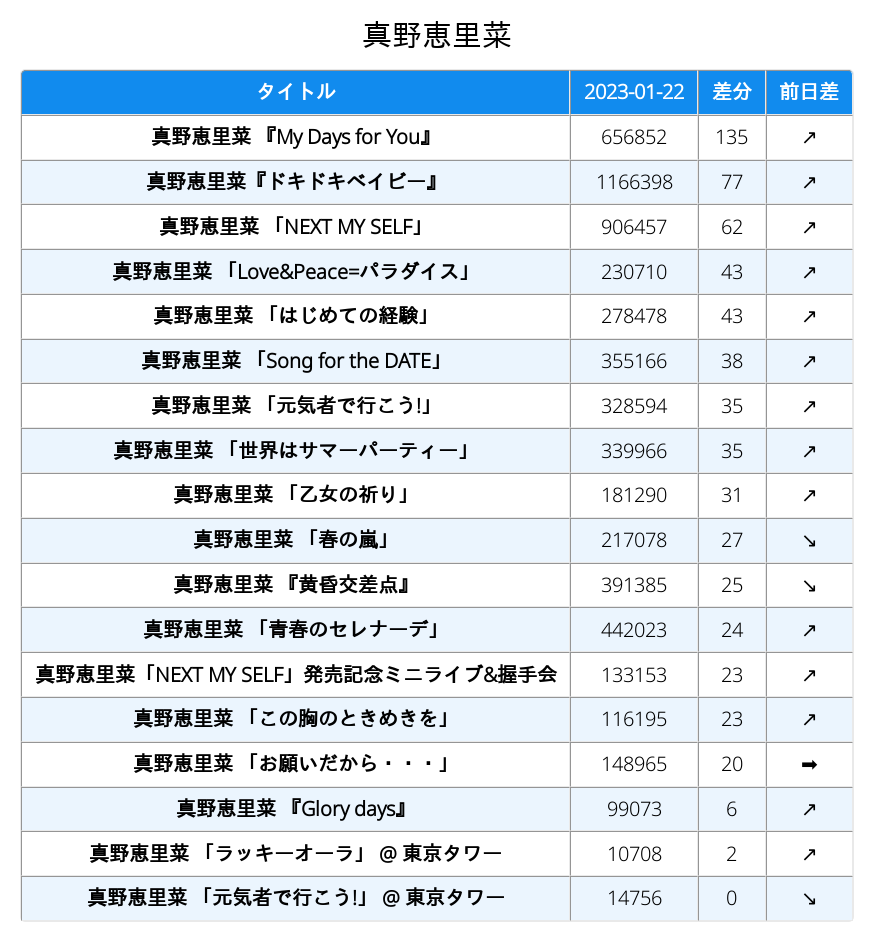 真野恵里菜
タイトル 2023-01-22 差分 前日差
真野恵里菜 『My Days for You』 656852 135 ↗
真野恵里菜『ドキドキベイビー』 1166398 77 ↗
真野恵里菜 「NEXT MY SELF」 906457 62 ↗
真野恵里菜 「Love&Peace=パラダイス」 230710 43 ↗
真野恵里菜 「はじめての経験」 278478 43 ↗
真野恵里菜 「Song for the DATE」 355166 38 ↗
真野恵里菜 「元気者で行こう!」 328594 35 ↗
真野恵里菜 「世界はサマーパーティー」 339966 35 ↗
真野恵里菜 「乙女の祈り」 181290 31 ↗
真野恵里菜 「春の嵐」 217078 27 ↘
真野恵里菜 『黄昏交差点』 391385 25 ↘
真野恵里菜 「青春のセレナーデ」 442023 24 ↗
真野恵里菜「NEXT MY SELF」発売記念ミニライブ&握手会 133153 23 ↗
真野恵里菜 「この胸のときめきを」 116195 23 ↗
真野恵里菜 「お願いだから・・・」 148965 20 ➡
真野恵里菜 『Glory days』 99073 6 ↗
真野恵里菜 「ラッキーオーラ」 @ 東京タワー 10708 2 ↗
真野恵里菜 「元気者で行こう!」 @ 東京タワー 14756 0 ↘